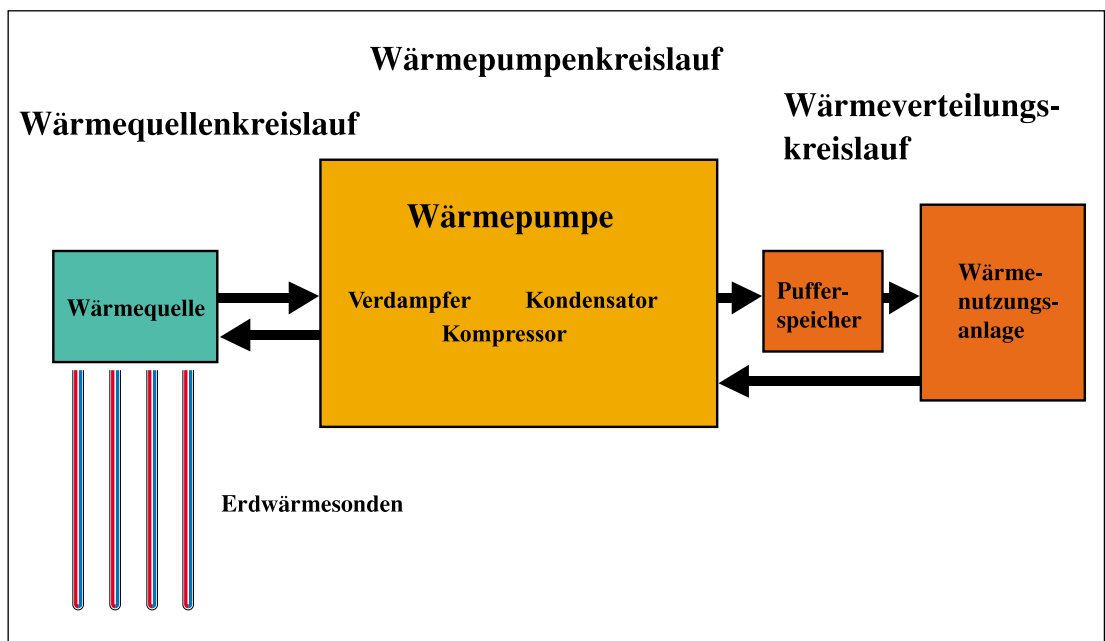 Wärmepumpenkreislauf
Wärmequellenkreislauf
Wärmeverteilungs-
kreislauf
Wärmepumpe
Wärmequelle
Verdampfer
Kondensator
Kompressor
Puffer-
speicher
Wärme-
nutzungs-
anlage
Erdwärmesonden